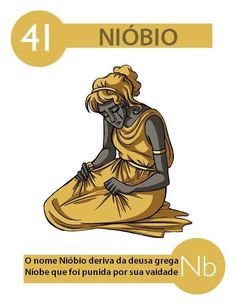 41
NIÓBIO
O nome Nióbio deriva da deusa grega
Níobe que foi punida por sua vaidade
Nb